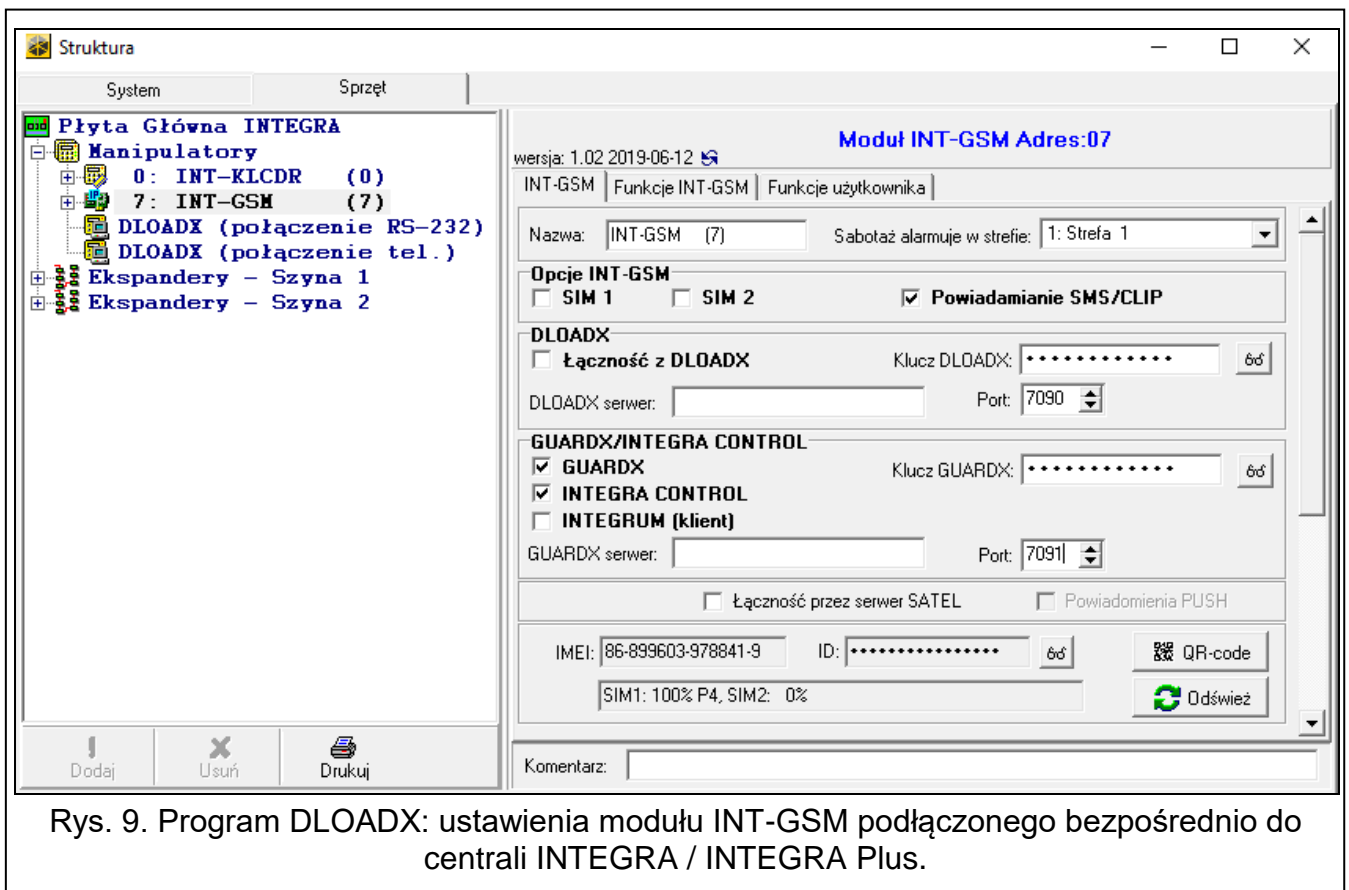 Struktura
System
Sprzęt
Płyta Główna INTEGRA
Manipulatory
0: INT-KLCDR (0)
7: INT-GSM (7)
DLOADX (połączenie RS-232)
DLOADX (połączenie tel.)
Ekspandery - Szyna 1
Ekspandery - Szyna 2
Dodaj
Usuń
Drukuj
Moduł INT-GSM Adres:07
wersja: 1.02 2019-06-12
INT-GSM Funkcje INT-GSM Funkcje użytkownika
Nazwa: INT-GSM (7) Sabotaż alarmuje w strefie: 1: Strefa 1
Opcje INT-GSM
SIM 1 SIM 2 Powiadamianie SMS/CLIP
DLOADX
Łączność z DLOADX Klucz DLOADX: ••••••••••••
DLOADX serwer: Port: 7090
GUARDX/INTEGRA CONTROL
GUARDX Klucz GUARDX: ••••••••••••
INTEGRA CONTROL
INTEGRUM (klient)
GUARDX serwer: Port: 7091
Łączność przez serwer SATEL Powiadomienia PUSH
IMEI: 86-899603-978841-9 ID: •••••••••••••••• QR-code
SIM1: 100% P4, SIM2: 0% Odśwież
Komentarz:
Rys. 9. Program DLOADX: ustawienia modułu INT-GSM podłączonego bezpośrednio do
centrali INTEGRA / INTEGRA Plus.